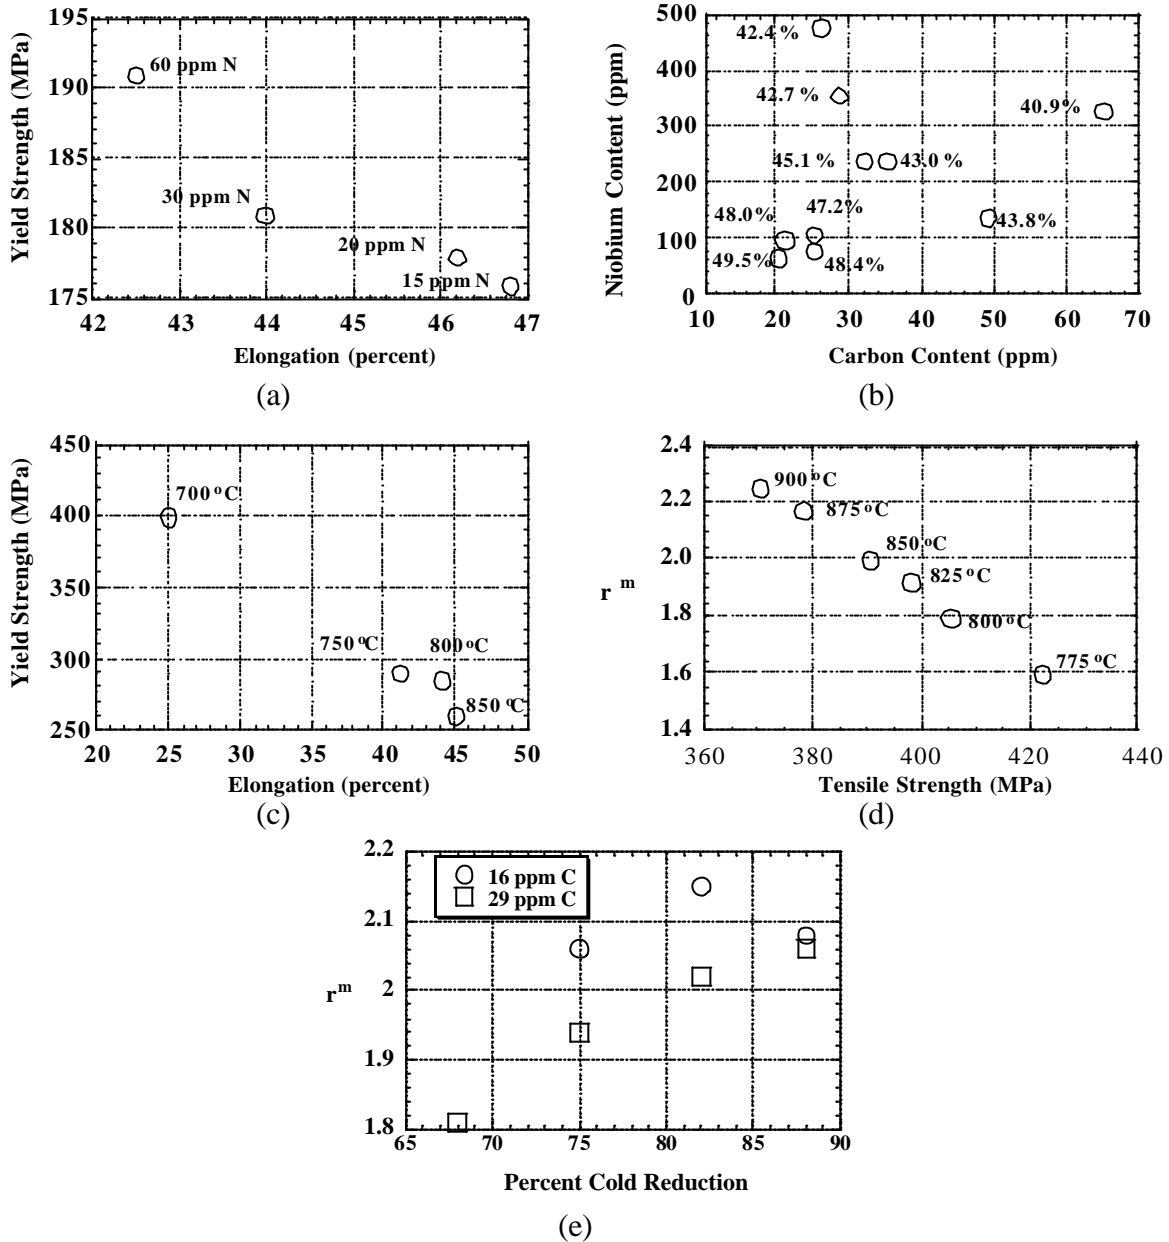 195
190
185
180
175
Yield Strength (MPa)
60 ppm N
30 ppm N
20 ppm N
15 ppm N
42 43 44 45 46 47
Elongation (percent)
(a)
500
400
300
200
100
0
Niobium Content (ppm)
42.4 %
42.7 %
40.9%
45.1 %
43.0 %
48.0%
47.2%
43.8%
49.5%
48.4%
10 20 30 40 50 60 70
Carbon Content (ppm)
(b)
450
400
350
300
250
Yield Strength (MPa)
700 °C
750 °C
800 °C
850 °C
20 25 30 35 40 45 50
Elongation (percent)
(c)
2.4
2.2
2.0
1.8
1.6
1.4
r m
900 °C
875 °C
850 °C
825 °C
800 °C
775 °C
360 380 400 420 440
Tensile Strength (MPa)
(d)
2.2
2.1
2
1.9
1.8
r m
16 ppm C
29 ppm C
65 70 75 80 85 90
Percent Cold Reduction
(e)